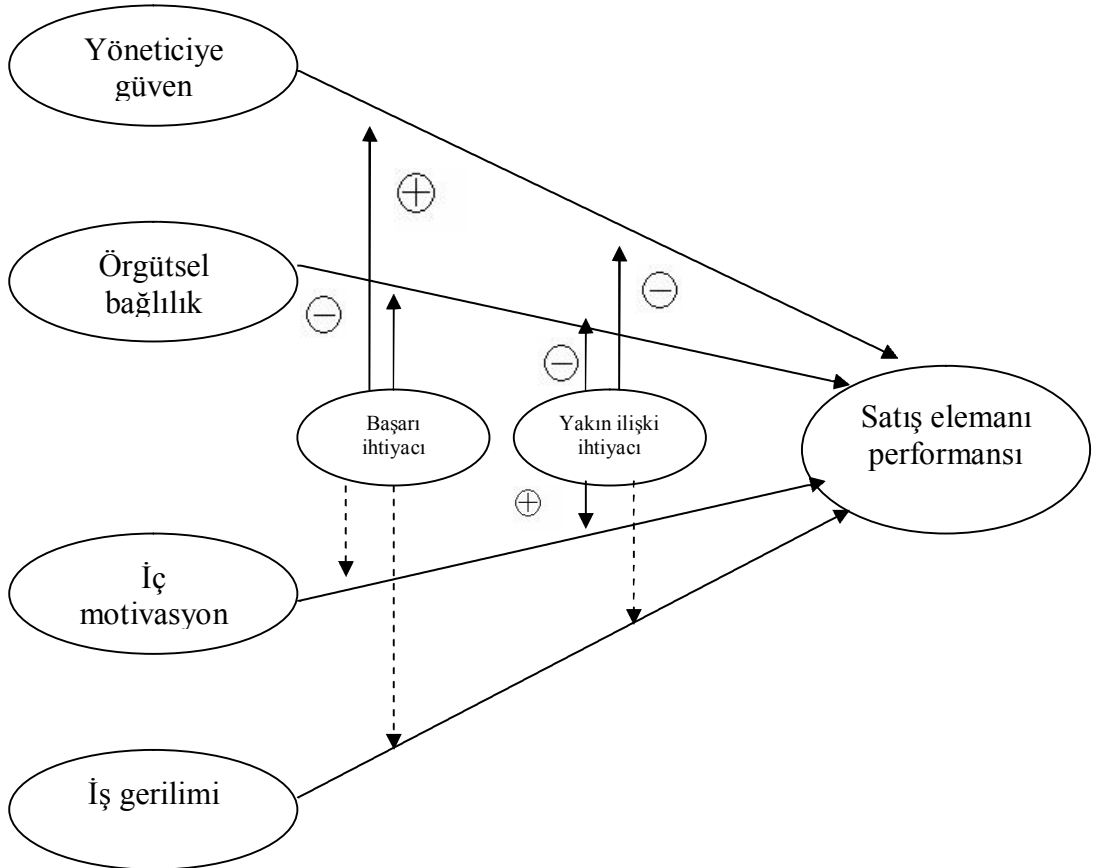 Yöneticiye
güven
Örgütsel
bağlılık
Başarı
ihtiyacı
Yakın ilişki
ihtiyacı
Satış elemanı
performansı
İç
motivasyon
İş gerilimi